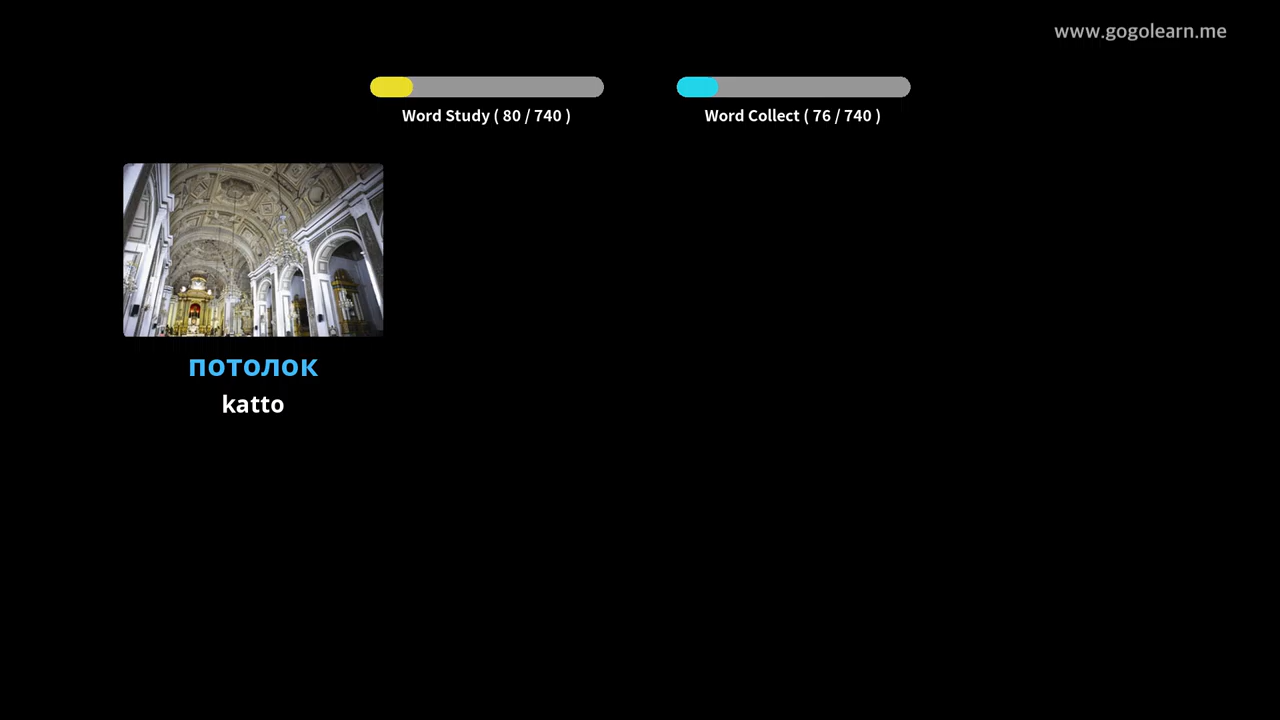 www.gogolearn.me
Word Study ( 80 / 740 )
Word Collect ( 76 / 740 )
потолок
katto